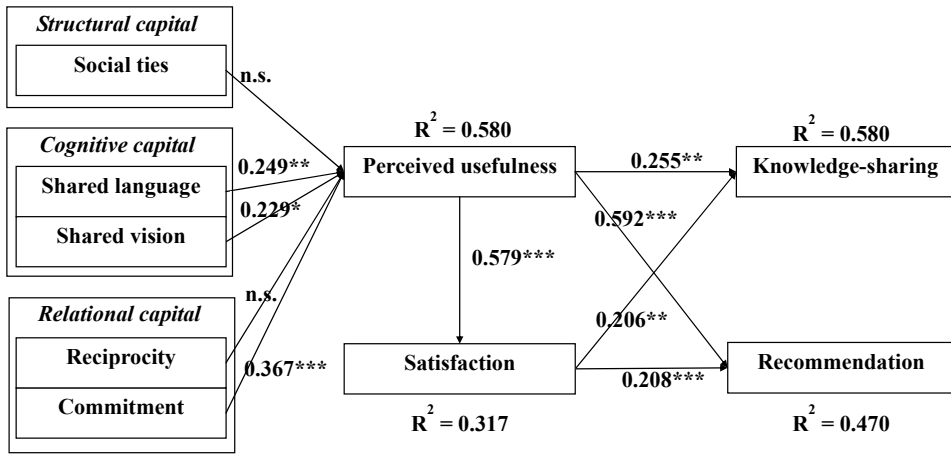 Structural capital
Social ties
n.s.
Cognitive capital
Shared language
Shared vision
0.249**
0.229*
Relational capital
Reciprocity
Commitment
n.s.
0.367***
R² = 0.580
Perceived usefulness
0.255**
0.592***
0.579***
0.206**
Satisfaction
0.208***
R² = 0.317
R² = 0.580
Knowledge-sharing
Recommendation
R² = 0.470